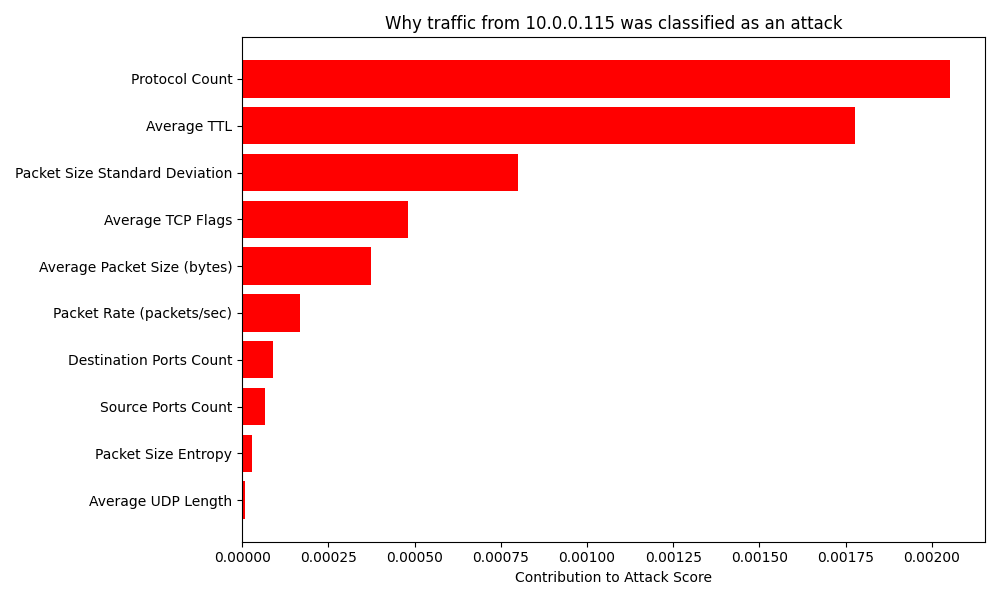 Why traffic from 10.0.0.115 was classified as an attack
Protocol Count
Average TTL
Packet Size Standard Deviation
Average TCP Flags
Average Packet Size (bytes)
Packet Rate (packets/sec)
Destination Ports Count
Source Ports Count
Packet Size Entropy
Average UDP Length
0.00000 0.00025 0.00050 0.00075 0.00100 0.00125 0.00150 0.00175 0.00200
Contribution to Attack Score